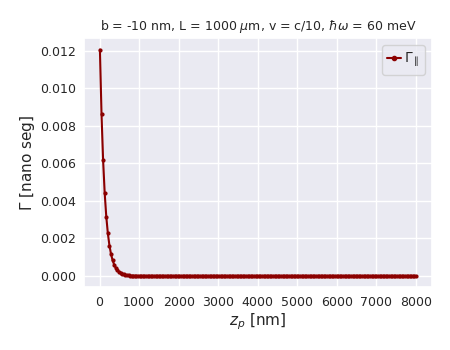 b = -10 nm, L = 1000 μm, v = c/10, ℏω = 60 meV
Γ∥
0.012
0.010
0.008
0.006
0.004
0.002
0.000
Γ [nano seg]
0 1000 2000 3000 4000 5000 6000 7000 8000
z_p [nm]